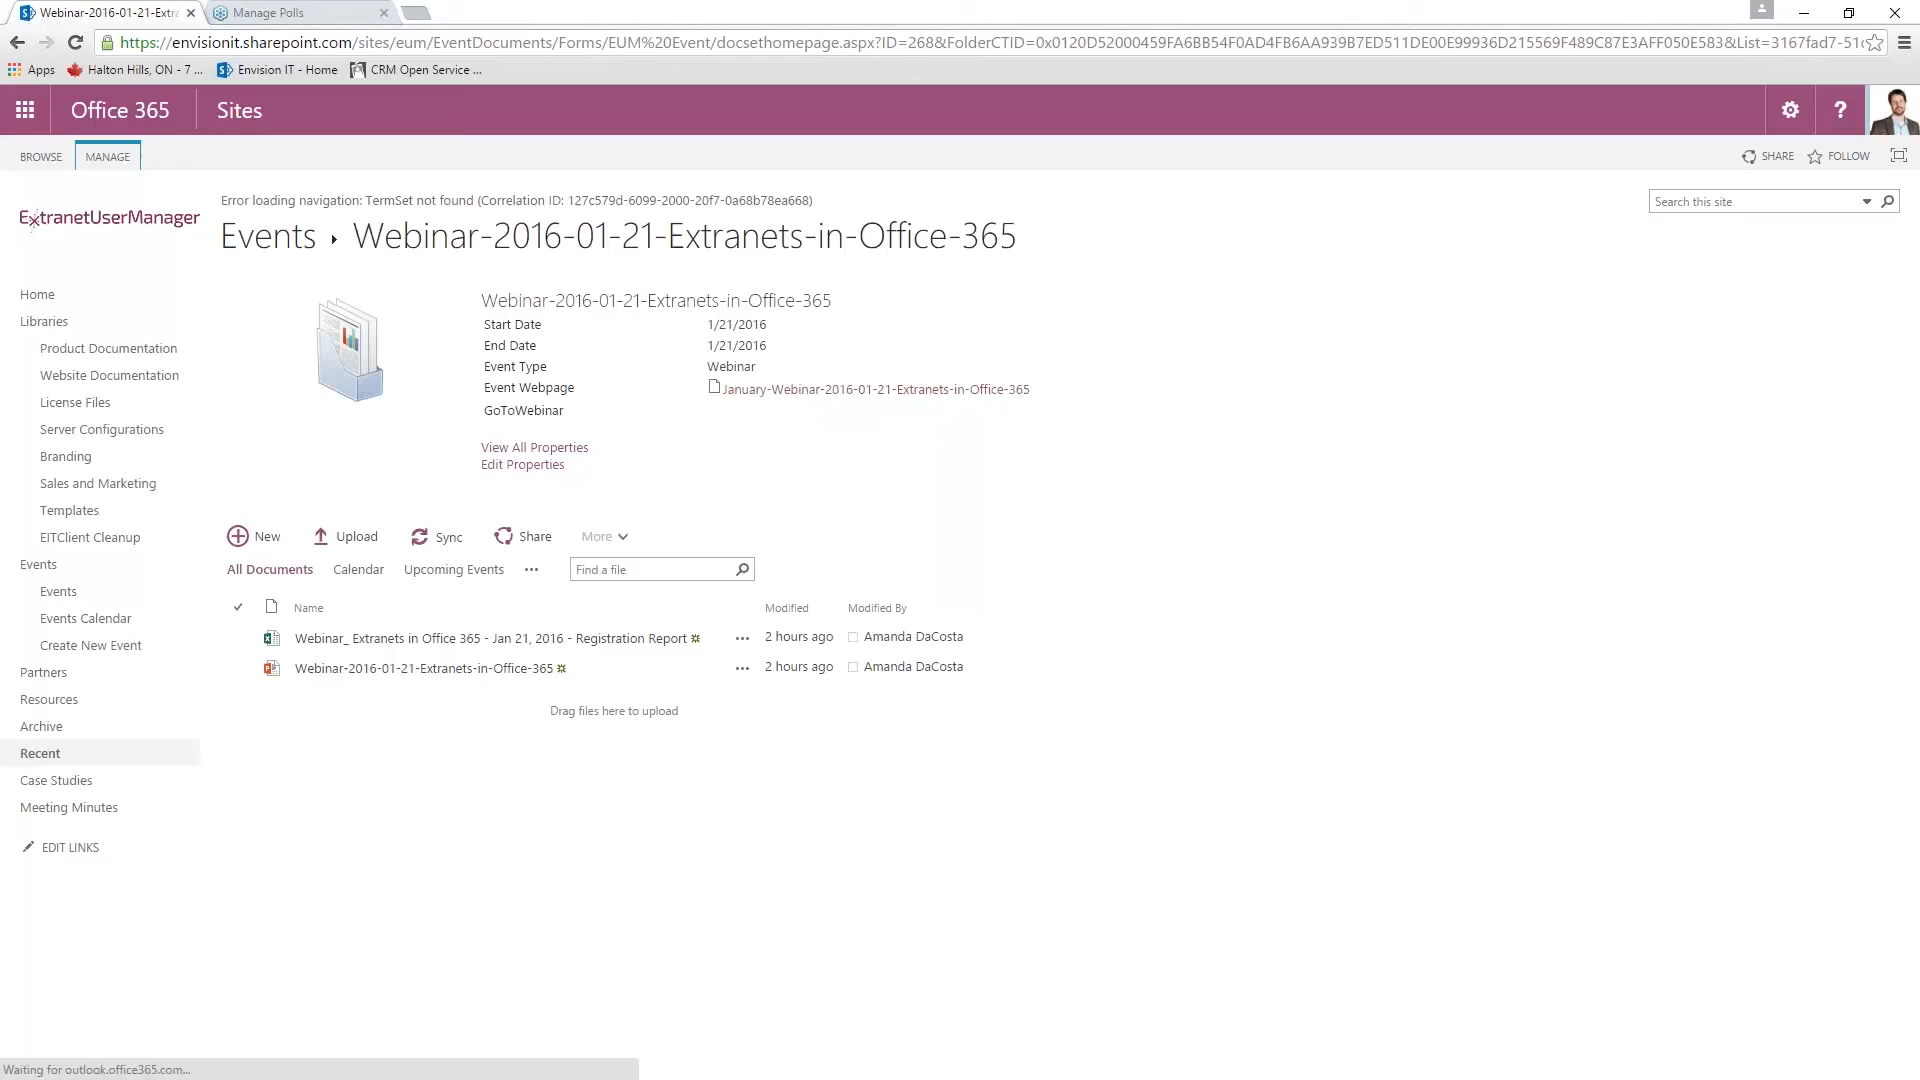 Webinar-2016-01-21-Extra
Manage Polls
https://envisionit.sharepoint.com/sites/eum/EventDocuments/Forms/EUM%20Event/docsethomepage.aspx?ID=268&FolderCTID=0x0120D52000459FA6BB54F0AD4FB6AA939B7ED511DE00E99936D215569F489C87E3AFF050E583&List=3167fad7-51
Apps
Halton Hills, ON - 7 ...
Envision IT - Home
CRM Open Service ...
Office 365
Sites
?
BROWSE
MANAGE
SHARE
FOLLOW
ExtranetUserManager
Error loading navigation: TermSet not found (Correlation ID: 127c579d-6099-2000-20f7-0a68b78ea668)
Search this site
Events ▸ Webinar-2016-01-21-Extranets-in-Office-365
Home
Libraries
Product Documentation
Website Documentation
License Files
Server Configurations
Branding
Sales and Marketing
Templates
EITClient Cleanup
Events
Events
Events Calendar
Create New Event
Partners
Resources
Archive
Recent
Case Studies
Meeting Minutes
EDIT LINKS
Webinar-2016-01-21-Extranets-in-Office-365
Start Date 1/21/2016
End Date 1/21/2016
Event Type Webinar
Event Webpage January-Webinar-2016-01-21-Extranets-in-Office-365
GoToWebinar
View All Properties
Edit Properties
New Upload Sync Share More
All Documents Calendar Upcoming Events ... Find a file
Name Modified Modified By
Webinar_ Extranets in Office 365 - Jan 21, 2016 - Registration Report ... 2 hours ago Amanda DaCosta
Webinar-2016-01-21-Extranets-in-Office-365 ... 2 hours ago Amanda DaCosta
Drag files here to upload
Waiting for outlook.office365.com...